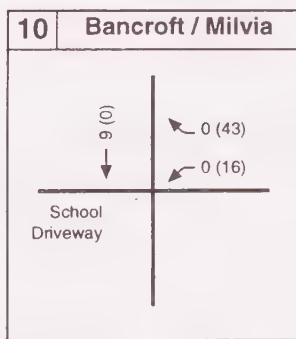 10 Bancroft / Milvia
9 (0)
0 (43)
0 (16)
School
Driveway